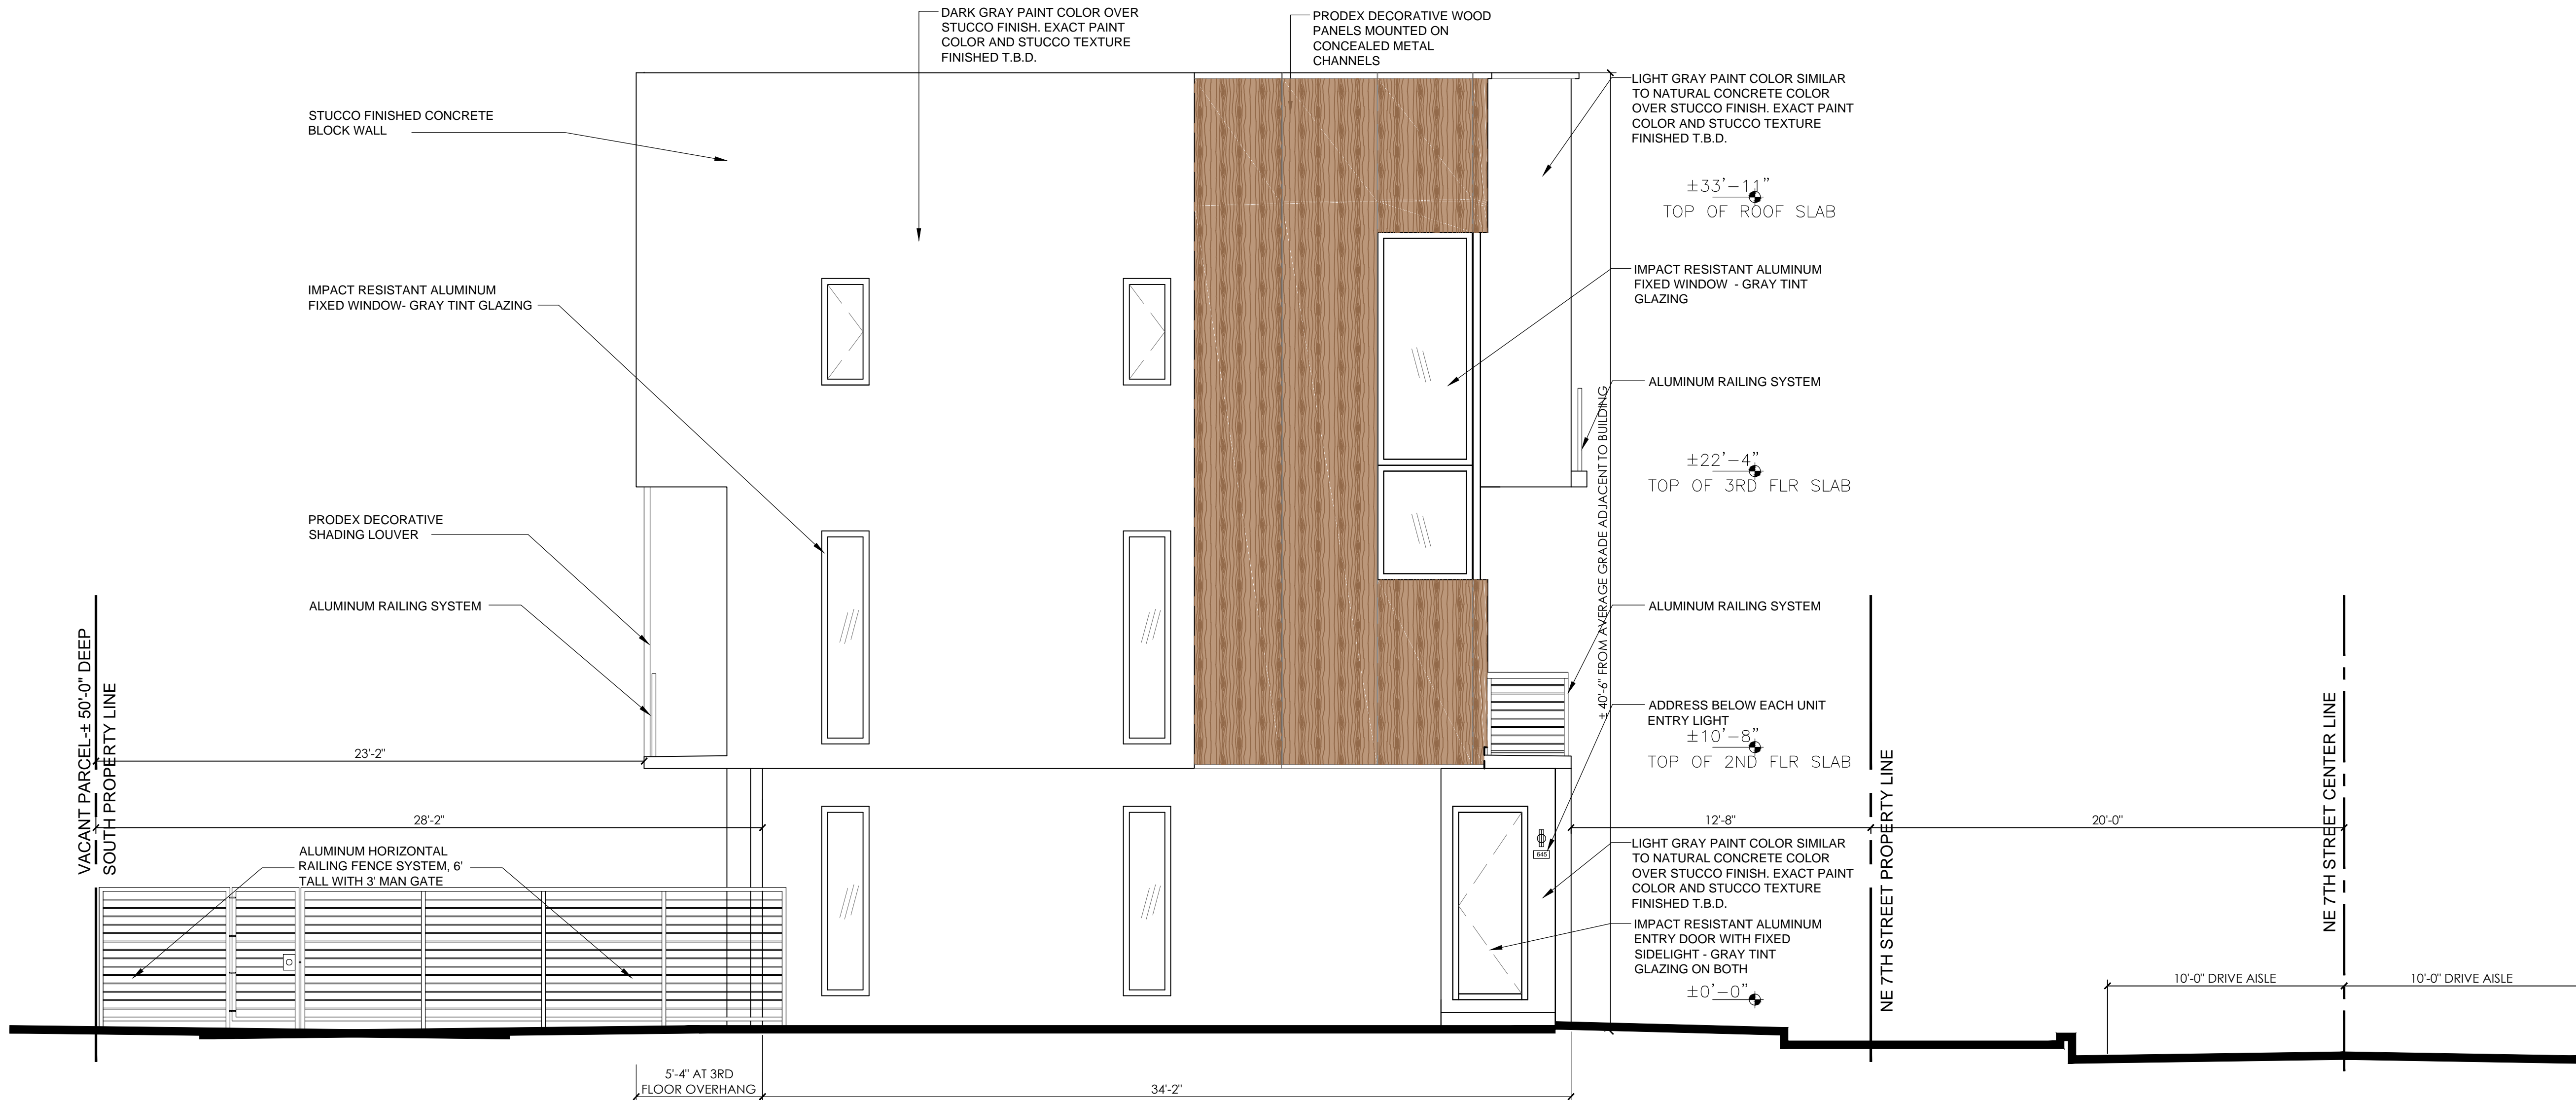 DARK GRAY PAINT COLOR OVER
STUCCO FINISH. EXACT PAINT
COLOR AND STUCCO TEXTURE
FINISHED T.B.D.
PRODEX DECORATIVE WOOD
PANELS MOUNTED ON
CONCEALED METAL
CHANNELS
STUCCO FINISHED CONCRETE
BLOCK WALL
LIGHT GRAY PAINT COLOR SIMILAR
TO NATURAL CONCRETE COLOR
OVER STUCCO FINISH. EXACT PAINT
COLOR AND STUCCO TEXTURE
FINISHED T.B.D.
±33'-11"
TOP OF ROOF SLAB
IMPACT RESISTANT ALUMINUM
FIXED WINDOW- GRAY TINT GLAZING
IMPACT RESISTANT ALUMINUM
FIXED WINDOW - GRAY TINT
GLAZING
ALUMINUM RAILING SYSTEM
± 40'-6" FROM AVERAGE GRADE ADJACENT TO BUILDING
±22'-4"
TOP OF 3RD FLR SLAB
PRODEX DECORATIVE
SHADING LOUVER
ALUMINUM RAILING SYSTEM
ALUMINUM RAILING SYSTEM
VACANT PARCEL-± 50'-0" DEEP
SOUTH PROPERTY LINE
ADDRESS BELOW EACH UNIT
ENTRY LIGHT
±10'-8"
TOP OF 2ND FLR SLAB
NE 7TH STREET PROPERTY LINE
NE 7TH STREET CENTER LINE
23'-2"
28'-2"
12'-8"
20'-0"
ALUMINUM HORIZONTAL
RAILING FENCE SYSTEM, 6'
TALL WITH 3' MAN GATE
645
LIGHT GRAY PAINT COLOR SIMILAR
TO NATURAL CONCRETE COLOR
OVER STUCCO FINISH. EXACT PAINT
COLOR AND STUCCO TEXTURE
FINISHED T.B.D.
IMPACT RESISTANT ALUMINUM
ENTRY DOOR WITH FIXED
SIDELIGHT - GRAY TINT
GLAZING ON BOTH
±0'-0"
10'-0" DRIVE AISLE
10'-0" DRIVE AISLE
5'-4" AT 3RD
FLOOR OVERHANG
34'-2"